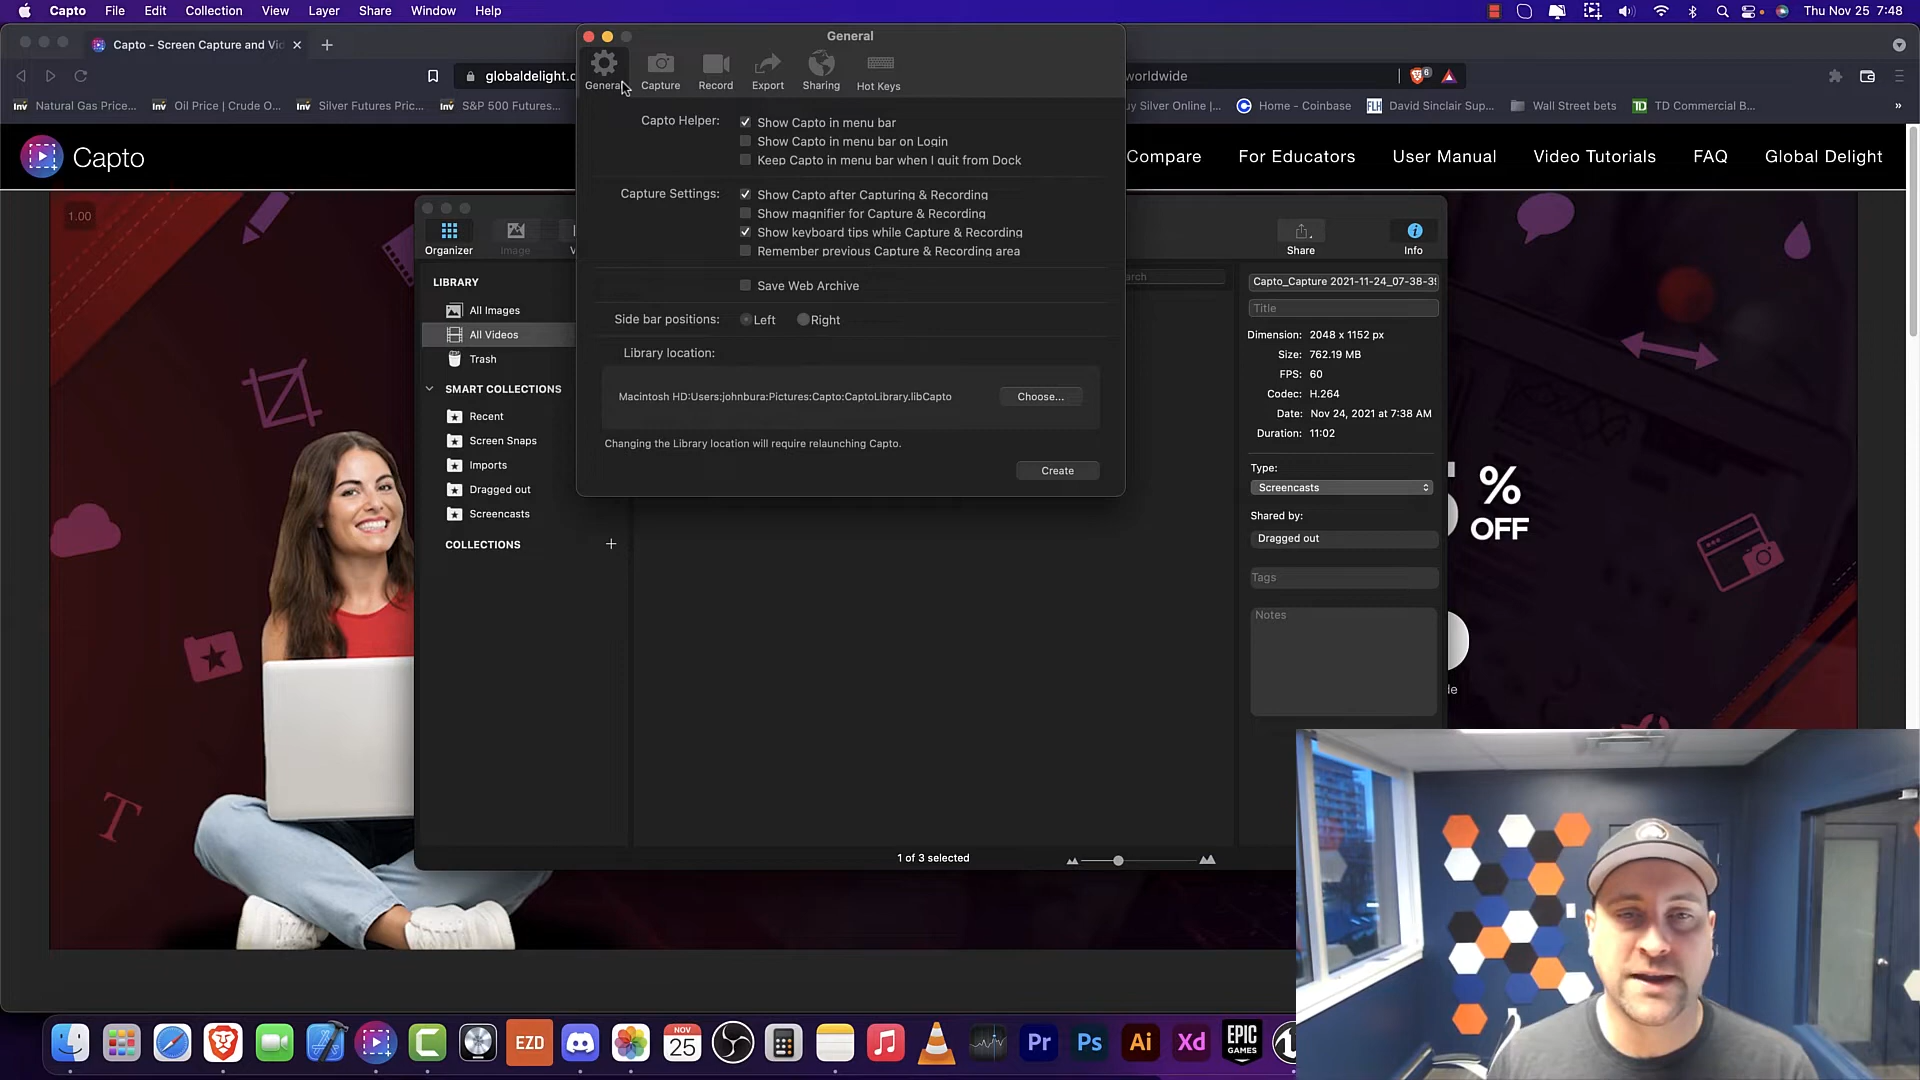 Capto File Edit Collection View Layer Share Window Help
Thu Nov 25 7:48
Capto - Screen Capture and Vi
General
globaldelight.c
worldwide
6
General Capture Record Export Sharing Hot Keys
Inv Natural Gas Price...
Inv Oil Price | Crude O...
Inv Silver Futures Pric...
Inv S&P 500 Futures...
uy Silver Online |...
Home - Coinbase
FLH David Sinclair Sup...
Wall Street bets
TD TD Commercial B...
»
Capto
Compare For Educators User Manual Video Tutorials FAQ Global Delight
Capto Helper:
Show Capto in menu bar
Show Capto in menu bar on Login
Keep Capto in menu bar when I quit from Dock
Capture Settings:
Show Capto after Capturing & Recording
Show magnifier for Capture & Recording
Show keyboard tips while Capture & Recording
Remember previous Capture & Recording area
Save Web Archive
Side bar positions: Left Right
Library location:
Macintosh HD:Users:johnbura:Pictures:Capto:CaptoLibrary.libCapto
Choose...
Changing the Library location will require relaunching Capto.
Create
1.00
Organizer
Image
V
Share
Info
arch
LIBRARY
All Images
All Videos
Trash
SMART COLLECTIONS
Recent
Screen Snaps
Imports
Dragged out
Screencasts
COLLECTIONS
Capto_Capture 2021-11-24_07-38-3
Title
Dimension: 2048 x 1152 px
Size: 762.19 MB
FPS: 60
Codec: H.264
Date: Nov 24, 2021 at 7:38 AM
Duration: 11:02
Type:
Screencasts
Shared by:
Dragged out
Tags
Notes
%
OFF
le
T
1 of 3 selected
EZD
NOV
25
Pr
Ps
Ai
Xd
EPIC
GAMES